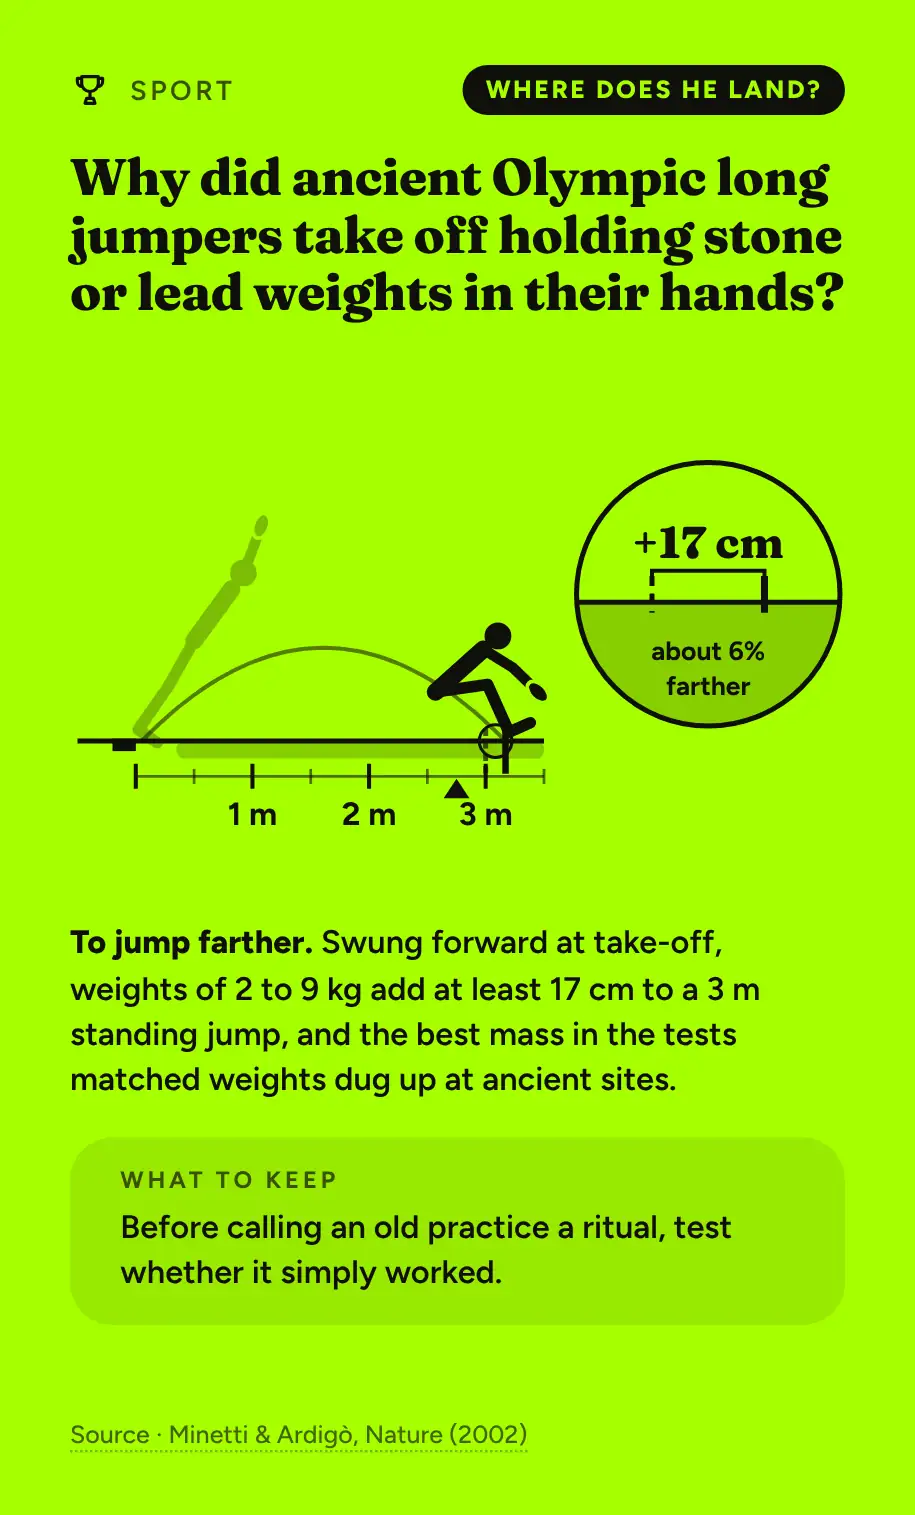 SPORT
WHERE DOES HE LAND?
Why did ancient Olympic long
jumpers take off holding stone
or lead weights in their hands?
+17 cm
about 6%
farther
1 m
2 m
3 m
To jump farther. Swung forward at take-off,
weights of 2 to 9 kg add at least 17 cm to a 3 m
standing jump, and the best mass in the tests
matched weights dug up at ancient sites.
WHAT TO KEEP
Before calling an old practice a ritual, test
whether it simply worked.
Source · Minetti & Ardigò, Nature (2002)